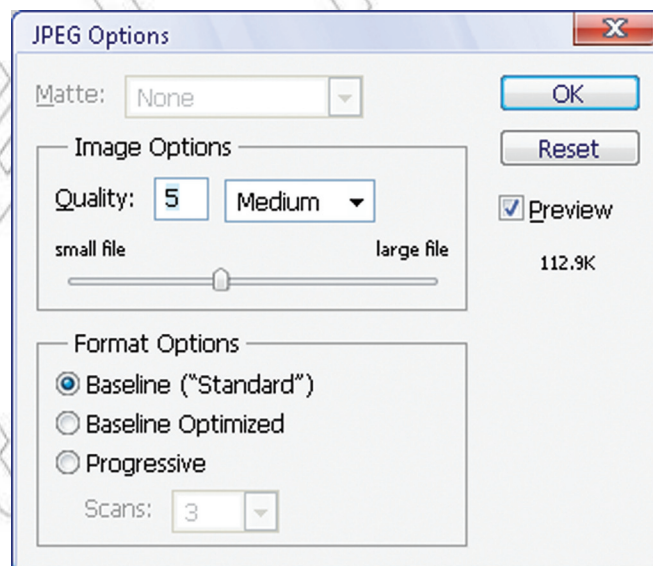 JPEG Options
Matte: None
OK
Image Options
Reset
Quality: 5 Medium
Preview
small file large file
112.9K
Format Options
Baseline (“Standard”)
Baseline Optimized
Progressive
Scans: 3